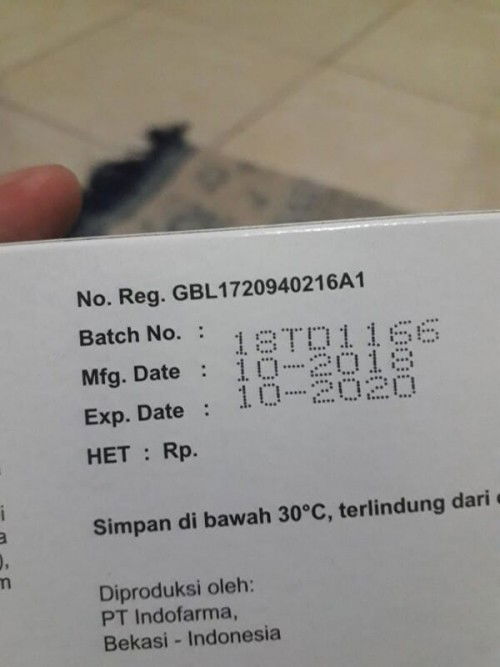 No. Reg. GBL1720940216A1
Batch No. : 18TD1166
Mfg. Date : 10-2018
Exp. Date : 10-2020
HET : Rp.
Simpan di bawah 30°C, terlindung dari
Diproduksi oleh:
PT Indofarma,
Bekasi - Indonesia